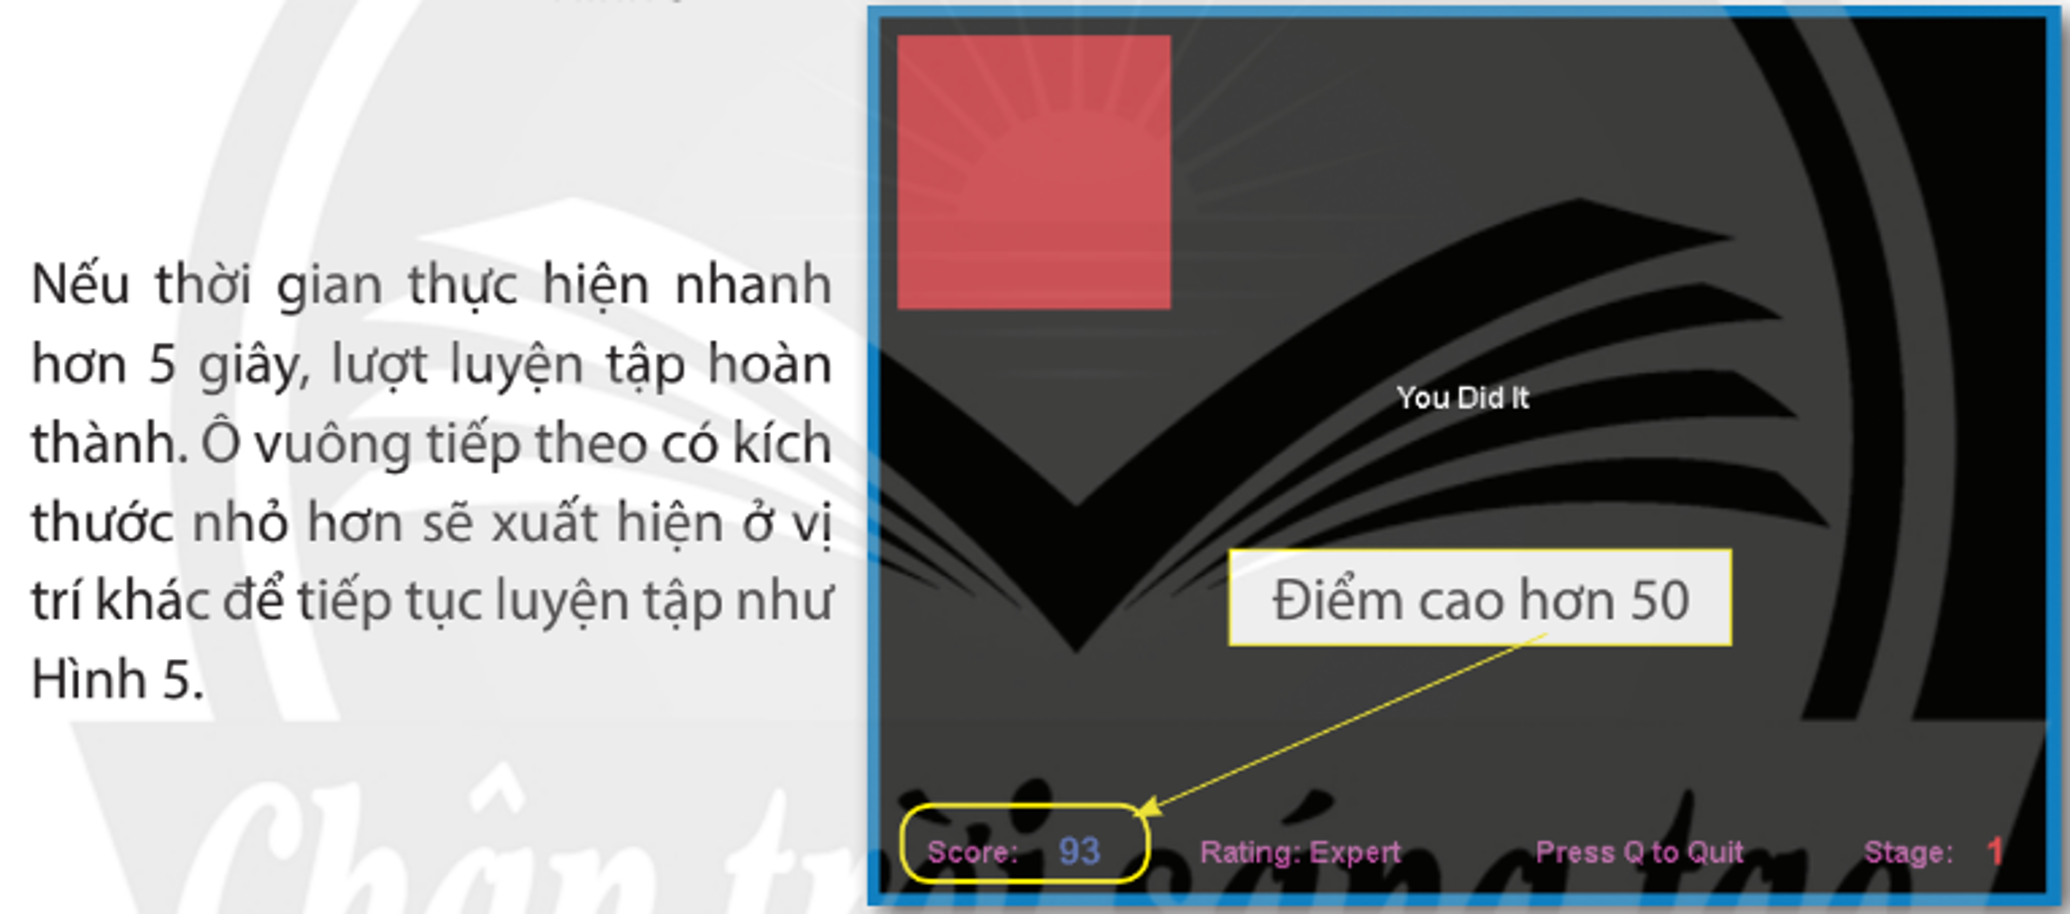 Nếu thời gian thực hiện nhanh
hơn 5 giây, lượt luyện tập hoàn
thành. Ô vuông tiếp theo có kích
thước nhỏ hơn sẽ xuất hiện ở vị
trí khác để tiếp tục luyện tập như
Hình 5.
You Did It
Điểm cao hơn 50
Score: 93 Rating: Expert Press Q to Quit Stage: 1
Chân trời sáng tạo